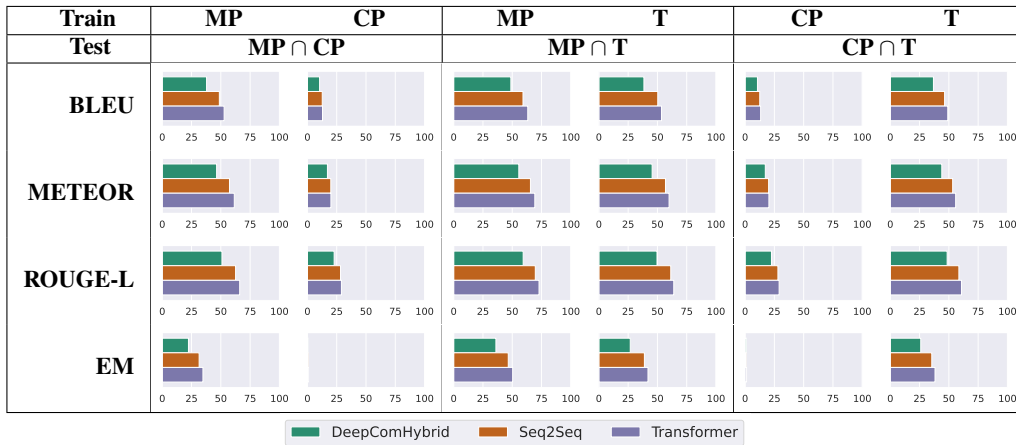 Train MP CP MP T CP T
Test MP ∩ CP MP ∩ T CP ∩ T
BLEU
0 25 50 75 100 0 25 50 75 100 0 25 50 75 100 0 25 50 75 100 0 25 50 75 100 0 25 50 75 100
METEOR
0 25 50 75 100 0 25 50 75 100 0 25 50 75 100 0 25 50 75 100 0 25 50 75 100 0 25 50 75 100
ROUGE-L
0 25 50 75 100 0 25 50 75 100 0 25 50 75 100 0 25 50 75 100 0 25 50 75 100 0 25 50 75 100
EM
0 25 50 75 100 0 25 50 75 100 0 25 50 75 100 0 25 50 75 100 0 25 50 75 100 0 25 50 75 100
DeepComHybrid Seq2Seq Transformer